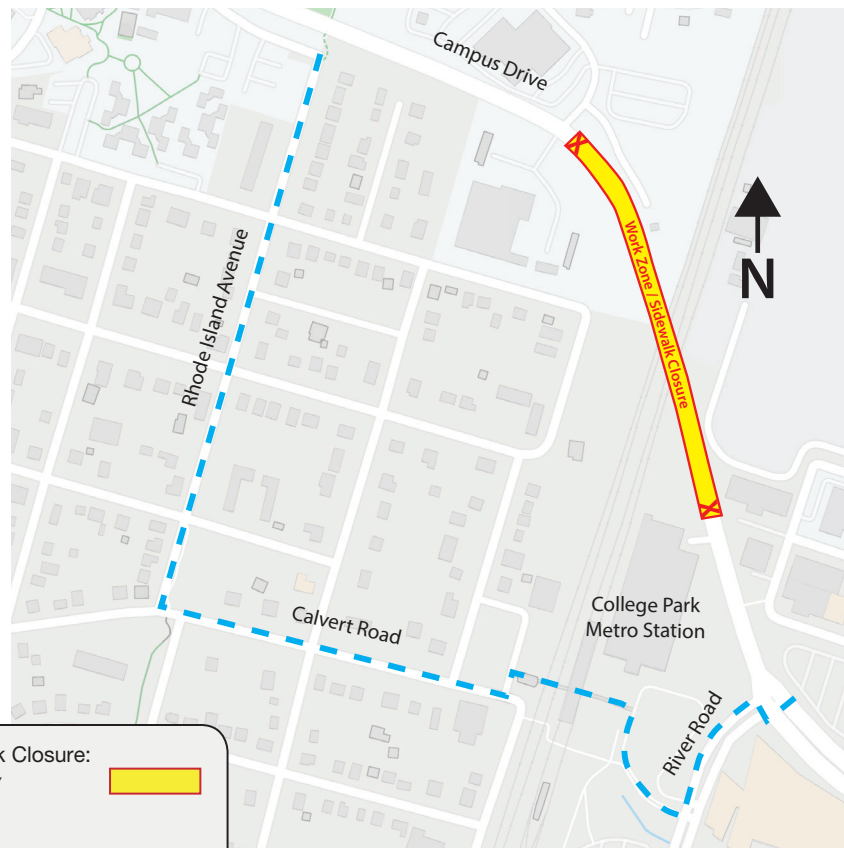 Campus Drive
Work Zone / Sidewalk Closure
N
Rhode Island Avenue
Calvert Road
College Park
Metro Station
River Road
Closure: